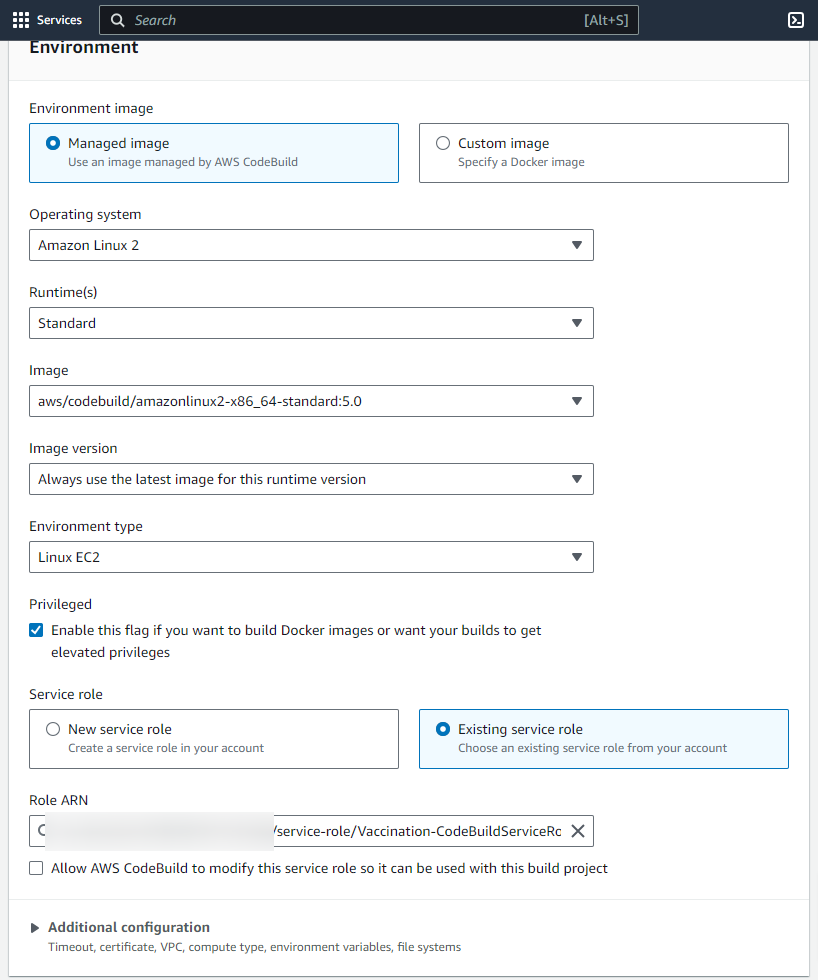 Services
Search [Alt+S]
Environment
Environment image
Managed image
Use an image managed by AWS CodeBuild
Custom image
Specify a Docker image
Operating system
Amazon Linux 2
Runtime(s)
Standard
Image
aws/codebuild/amazonlinux2-x86_64-standard:5.0
Image version
Always use the latest image for this runtime version
Environment type
Linux EC2
Privileged
Enable this flag if you want to build Docker images or want your builds to get
elevated privileges
Service role
New service role
Create a service role in your account
Existing service role
Choose an existing service role from your account
Role ARN
/service-role/Vaccination-CodeBuildServiceRo
Allow AWS CodeBuild to modify this service role so it can be used with this build project
Additional configuration
Timeout, certificate, VPC, compute type, environment variables, file systems